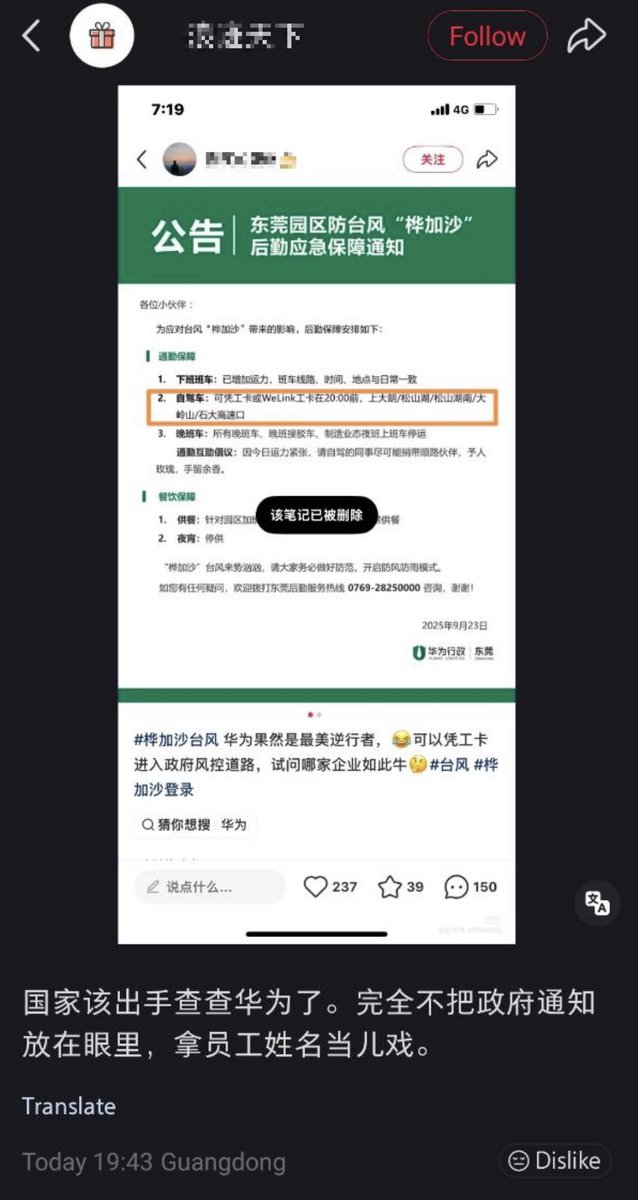 Follow
7:19
4G
关注
公告
东莞园区防台风“桦加沙”
后勤应急保障通知
各位小伙伴：
为应对台风“桦加沙”带来的影响，后勤保障安排如下：
通勤保障
1. 下班班车：已增加运力，班车线路、时间、地点与日常一致
2. 自驾车：可凭工卡或WeLink工卡在20:00前，上大朗/松山湖/松山湖南/大
岭山/石大高速口
3. 晚班车：所有晚班车、晚班接驳车、制造业态夜班上班车停运
通勤互助倡议：因今日运力紧张，请自驾的同事尽可能捎带顺路伙伴，予人
玫瑰，手留余香。
餐饮保障
1. 供餐：针对园区加
供餐
2. 夜宵：停供
该笔记已被删除
“桦加沙”台风来势汹汹，请大家务必做好防范，开启防风防雨模式。
如您有任何疑问，欢迎拨打东莞后勤服务热线 0769-28250000 咨询，谢谢！
2025年9月23日
华为行政 东莞
#桦加沙台风 华为果然是最美逆行者，😂可以凭工卡
进入政府风控道路，试问哪家企业如此牛🤔#台风 #桦
加沙登录
猜你想搜 华为
说点什么...
237
39
150
国家该出手查查华为了。完全不把政府通知
放在眼里，拿员工姓名当儿戏。
Translate
Today 19:43 Guangdong
Dislike